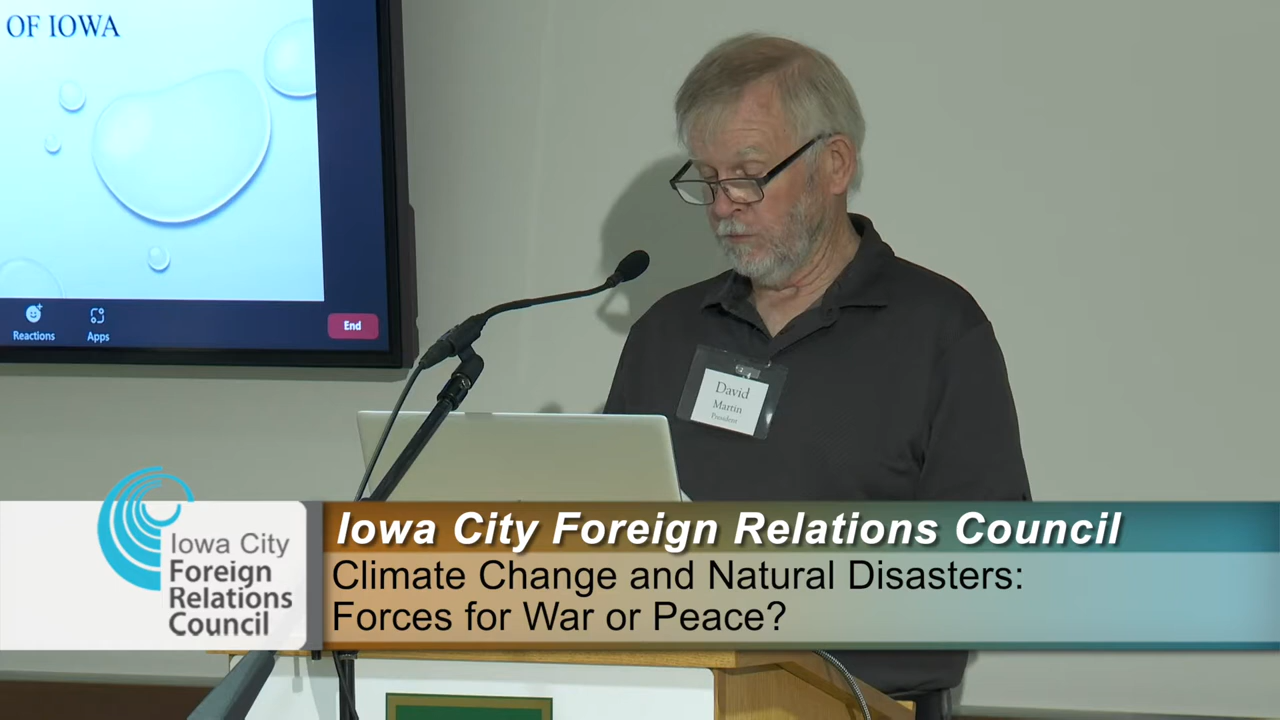 OF IOWA
Reactions
Apps
End
David
Martin
President
Iowa City Foreign Relations Council
Iowa City
Foreign
Relations
Council
Climate Change and Natural Disasters:
Forces for War or Peace?